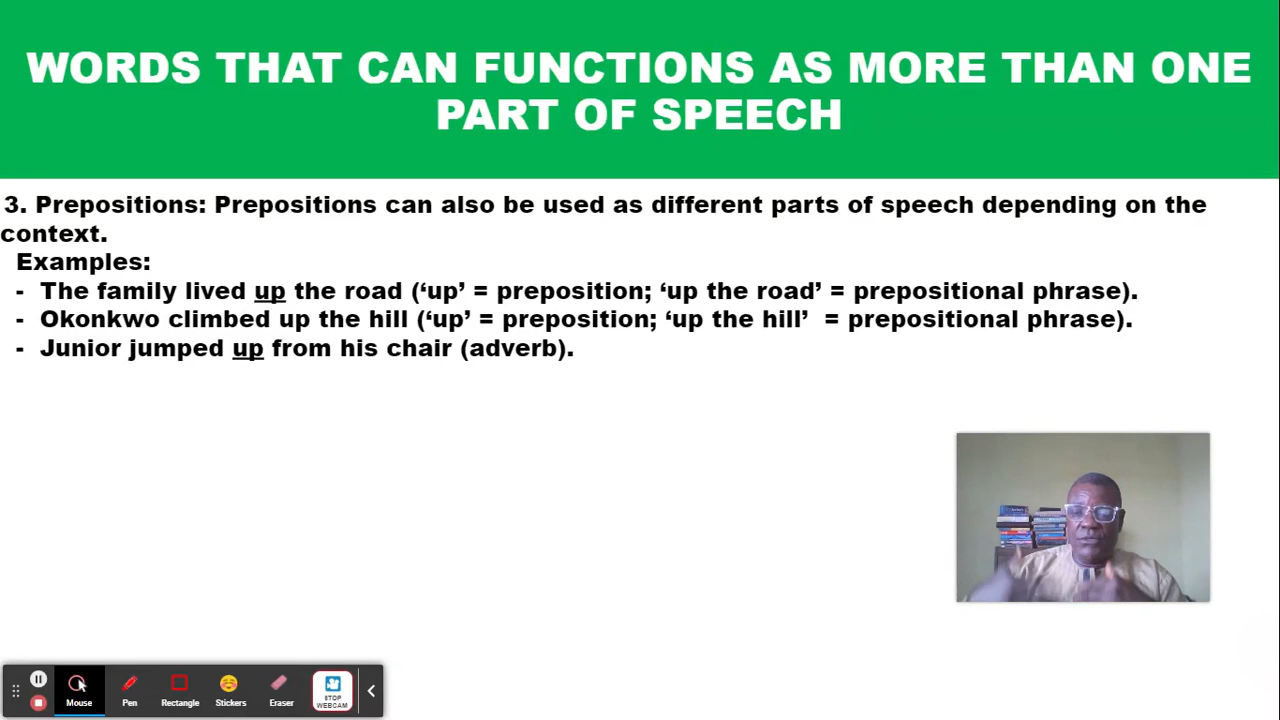 WORDS THAT CAN FUNCTIONS AS MORE THAN ONE
PART OF SPEECH
3. Prepositions: Prepositions can also be used as different parts of speech depending on the
context.
Examples:
- The family lived up the road (‘up’ = preposition; ‘up the road’ = prepositional phrase).
- Okonkwo climbed up the hill (‘up’ = preposition; ‘up the hill’ = prepositional phrase).
- Junior jumped up from his chair (adverb).
Mouse
Pen
Rectangle
Stickers
Eraser
STOP
WEBCAM